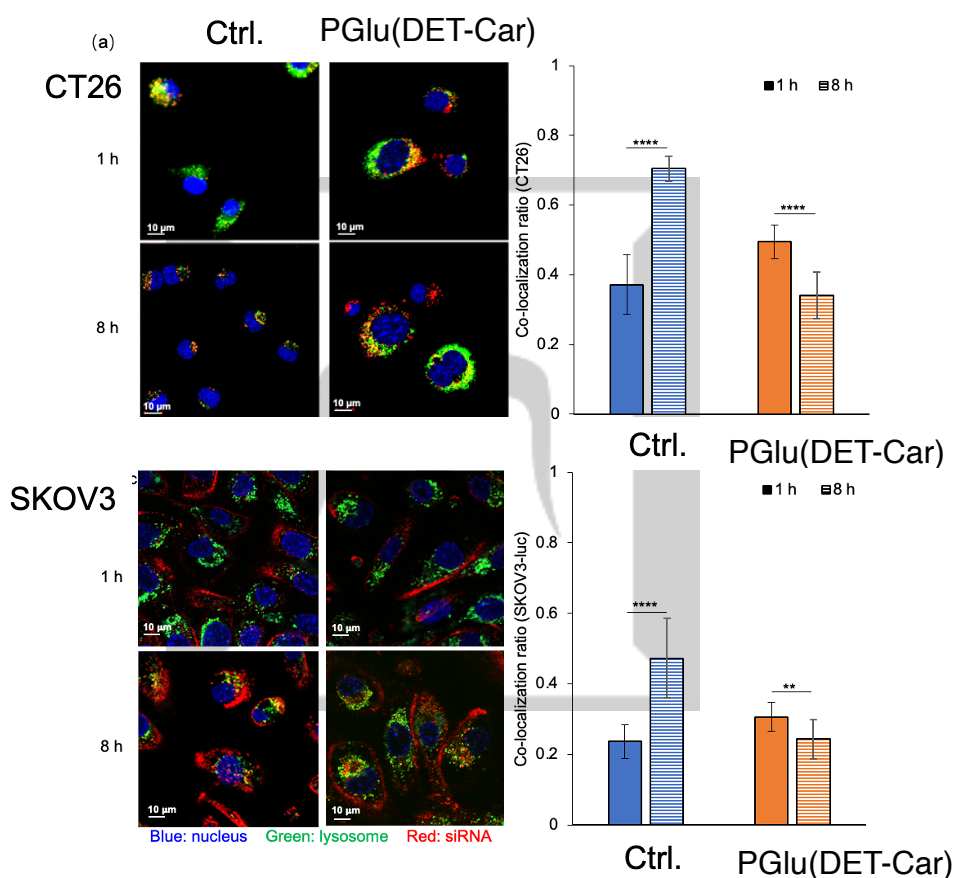 (a)
Ctrl.
PGlu(DET-Car)
CT26
1 h
8 h
10 μm
10 μm
10 μm
10 μm
Co-localization ratio (CT26)
1
0.8
0.6
0.4
0.2
0
1 h
8 h
****
****
Ctrl.
PGlu(DET-Car)
SKOV3
c
1 h
8 h
10 μm
10 μm
10 μm
10 μm
Blue: nucleus
Green: lysosome
Red: siRNA
Co-localization ratio (SKOV3-luc)
1
0.8
0.6
0.4
0.2
0
1 h
8 h
****
**
Ctrl.
PGlu(DET-Car)